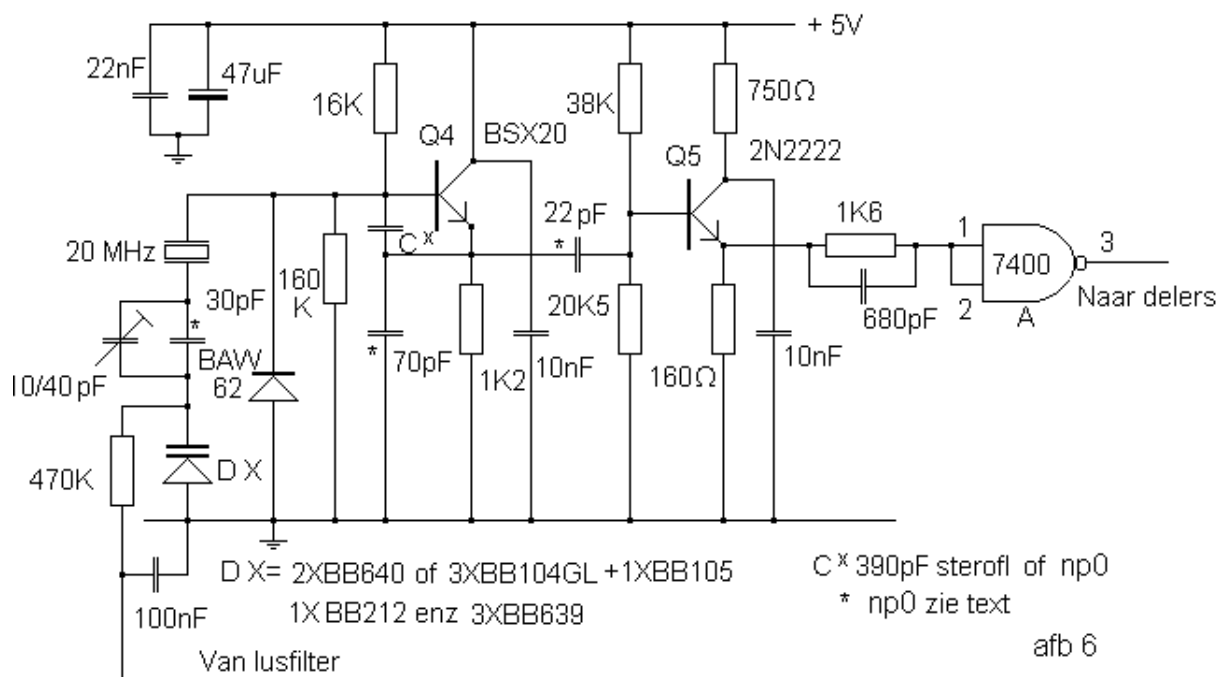 + 5V
22nF
47uF
16K
38K
750Ω
Q4
BSX20
2N2222
Q5
22pF
*
1K6
1
3
20 MHz
C x
7400
2
Naar delers
A
160
K
30pF
*
20K5
680pF
BAW
62
*
70pF
10nF
10nF
10/40 pF
1K2
160Ω
470K
D X
D X= 2XBB640 of 3XBB104GL +1XBB105
1XBB212 enz 3XBB639
C x 390pF sterofl of np0
* np0 zie text
100nF
afb 6
Van lusfilter